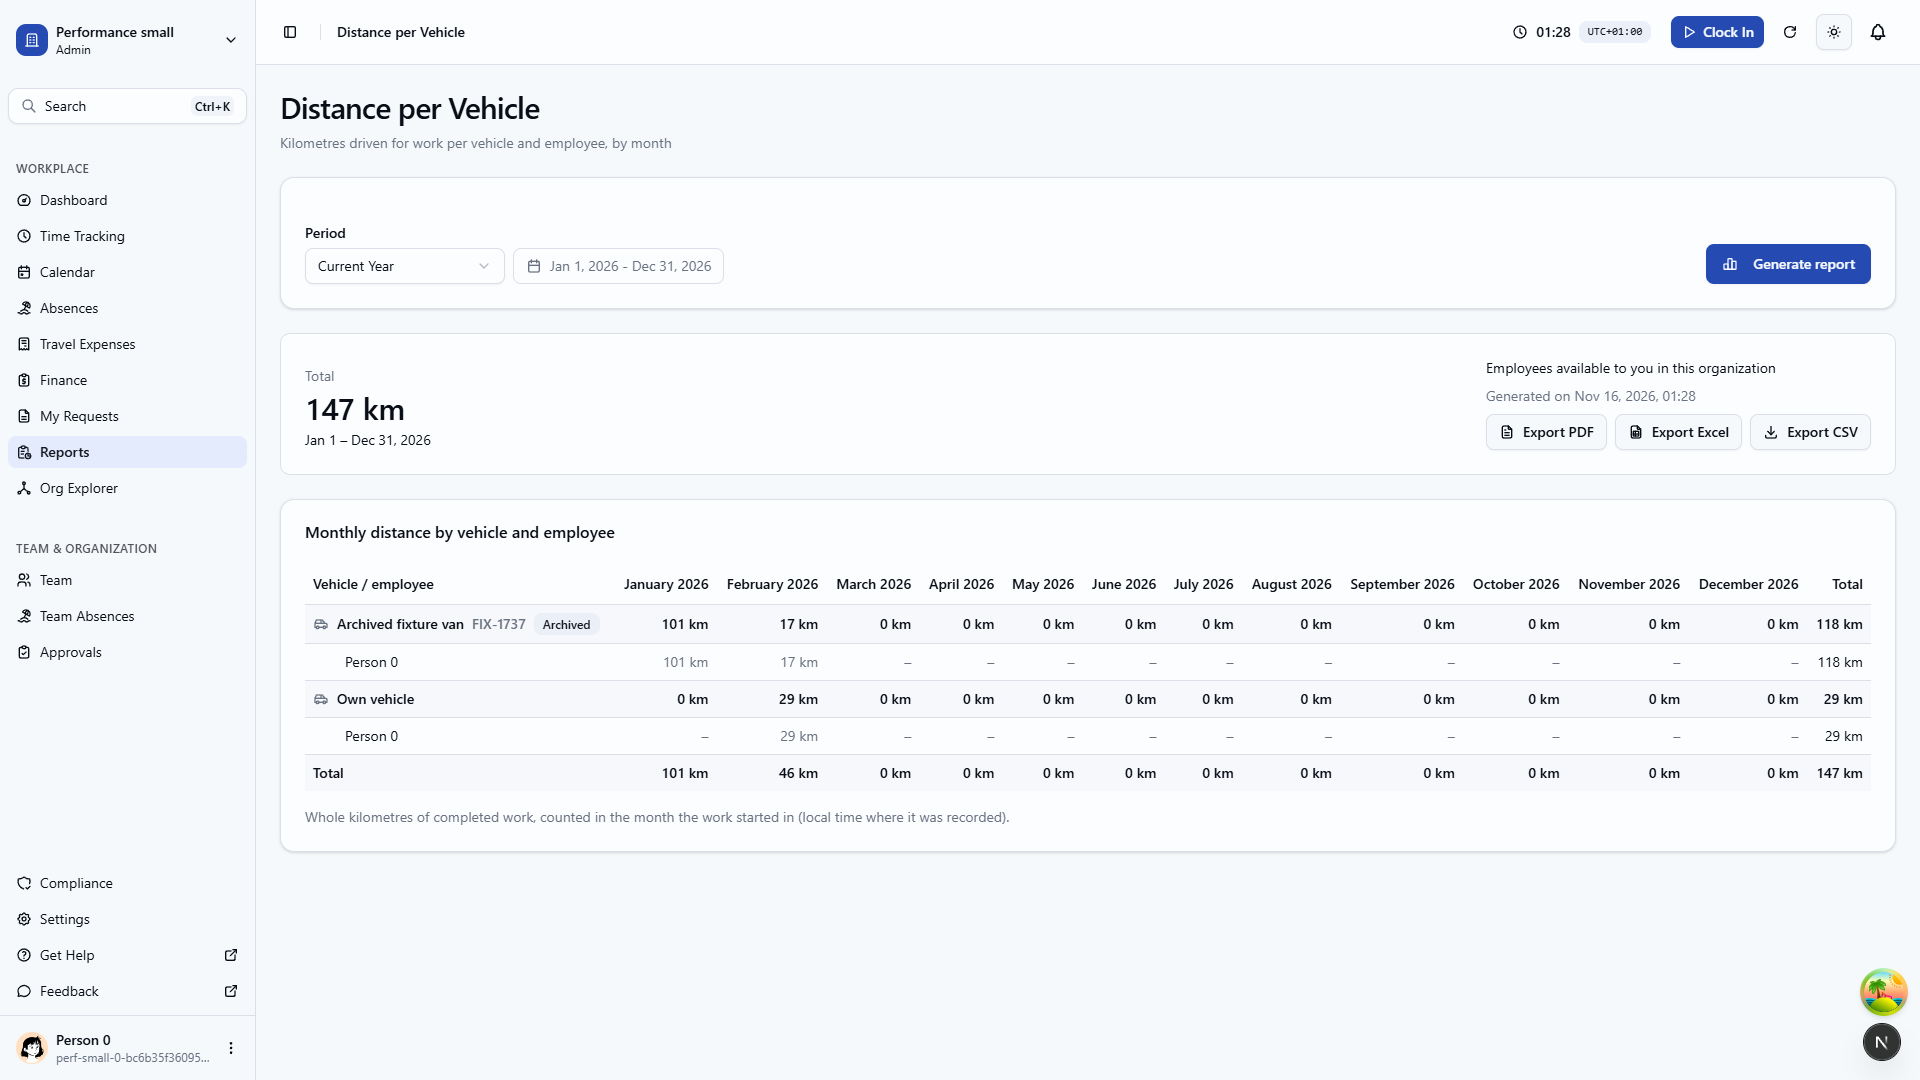 Performance small
Admin
Search
Ctrl+K
WORKPLACE
Dashboard
Time Tracking
Calendar
Absences
Travel Expenses
Finance
My Requests
Reports
Org Explorer
TEAM & ORGANIZATION
Team
Team Absences
Approvals
Compliance
Settings
Get Help
Feedback
Person 0
perf-small-0-bc6b35f36095...
Distance per Vehicle
01:28 UTC+01:00
Clock In
Distance per Vehicle
Kilometres driven for work per vehicle and employee, by month
Period
Current Year
Jan 1, 2026 - Dec 31, 2026
Generate report
Total
147 km
Jan 1 – Dec 31, 2026
Employees available to you in this organization
Generated on Nov 16, 2026, 01:28
Export PDF
Export Excel
Export CSV
Monthly distance by vehicle and employee
Vehicle / employee January 2026 February 2026 March 2026 April 2026 May 2026 June 2026 July 2026 August 2026 September 2026 October 2026 November 2026 December 2026 Total
Archived fixture van FIX-1737 Archived 101 km 17 km 0 km 0 km 0 km 0 km 0 km 0 km 0 km 0 km 0 km 0 km 118 km
Person 0 101 km 17 km – – – – – – – – – – 118 km
Own vehicle 0 km 29 km 0 km 0 km 0 km 0 km 0 km 0 km 0 km 0 km 0 km 0 km 29 km
Person 0 – 29 km – – – – – – – – – – 29 km
Total 101 km 46 km 0 km 0 km 0 km 0 km 0 km 0 km 0 km 0 km 0 km 0 km 147 km
Whole kilometres of completed work, counted in the month the work started in (local time where it was recorded).
N